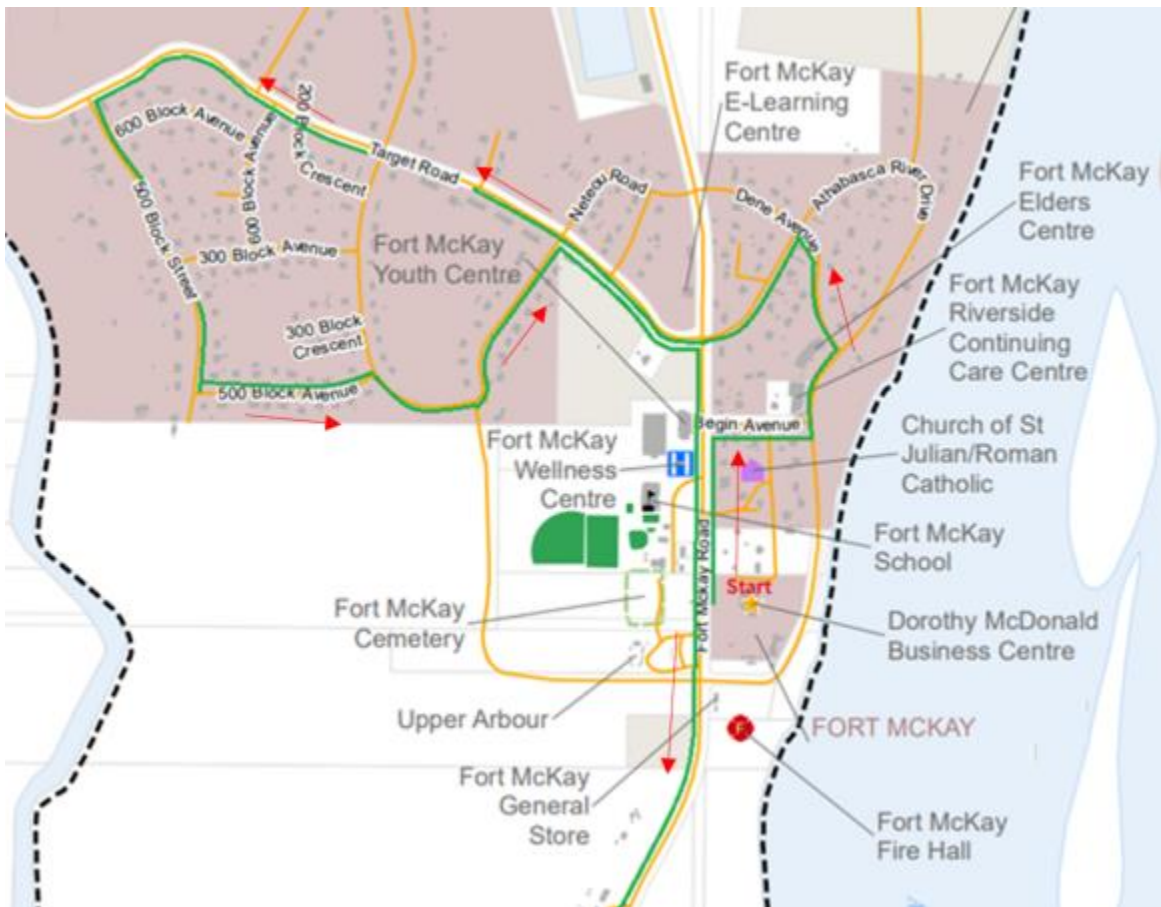 Fort McKay
E-Learning
Centre
200 Block
Crescent
600 Block Avenue
600 Block Avenue
Target Road
Neteou Road
Dene Avenue
Athabasca River
Drive
Fort McKay
Elders
Centre
500 Block Street
300 Block Avenue
Fort McKay
Youth Centre
Fort McKay
Riverside
Continuing
Care Centre
300 Block
Crescent
500 Block Avenue
Begin Avenue
Church of St
Julian/Roman
Catholic
Fort McKay
Wellness
Centre
Fort McKay
School
Fort Mckay Road
Start
Fort McKay
Cemetery
Dorothy McDonald
Business Centre
Upper Arbour
FORT MCKAY
Fort McKay
General
Store
F
Fort McKay
Fire Hall